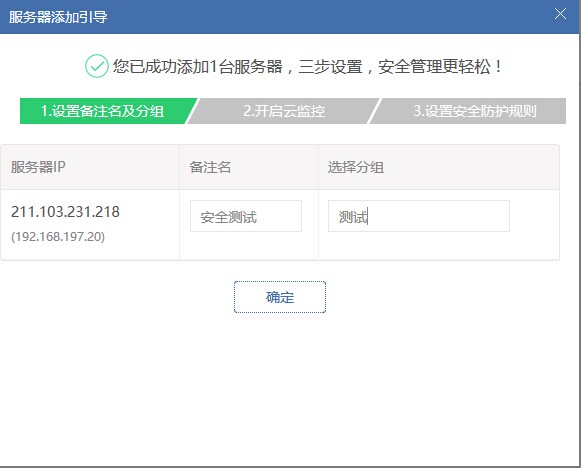 服务器添加引导
您已成功添加1台服务器，三步设置，安全管理更轻松！
1.设置备注名及分组 2.开启云监控 3.设置安全防护规则
服务器IP 备注名 选择分组
211.103.231.218 安全测试 测试
(192.168.197.20)
确定